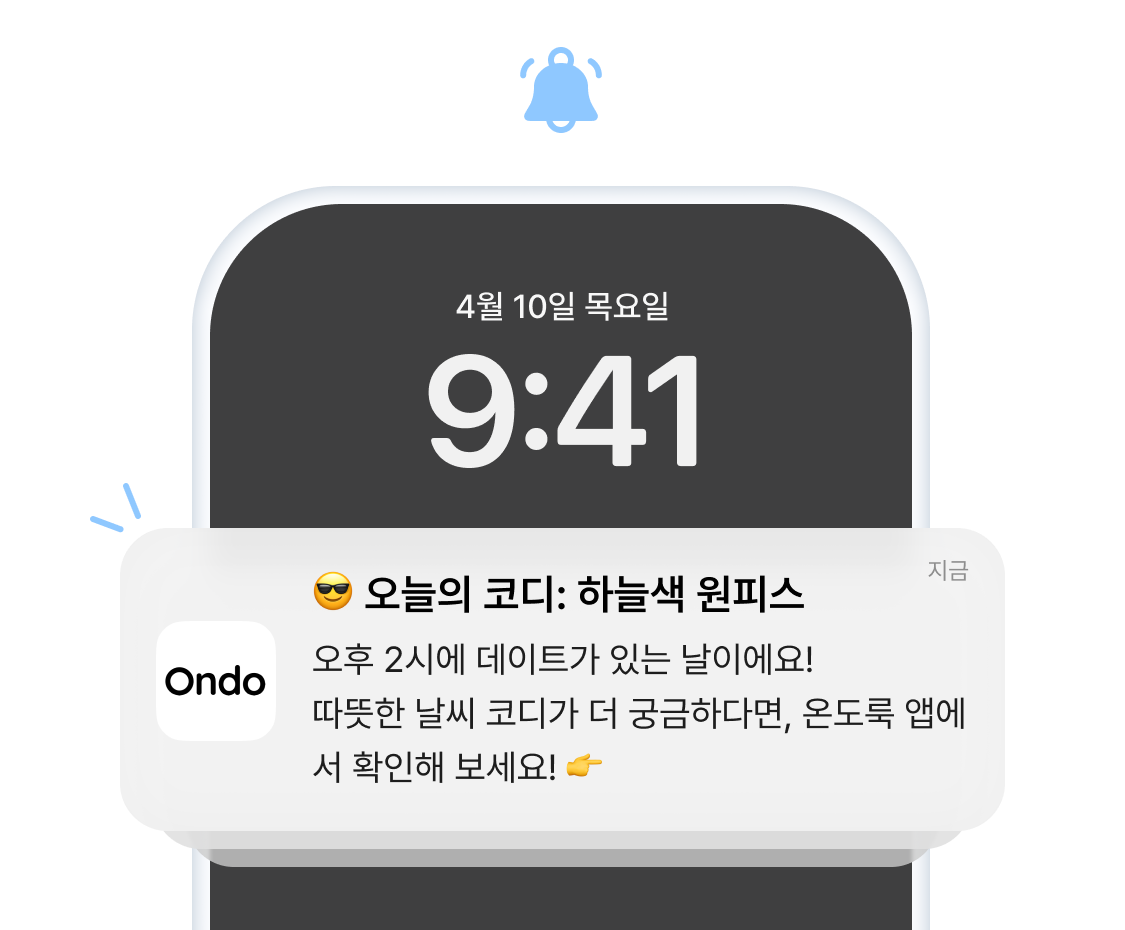 4월 10일 목요일
9:41
지금
😎 오늘의 코디: 하늘색 원피스
Ondo
오후 2시에 데이트가 있는 날이에요!
따뜻한 날씨 코디가 더 궁금하다면, 온도룩 앱에
서 확인해 보세요! 👉